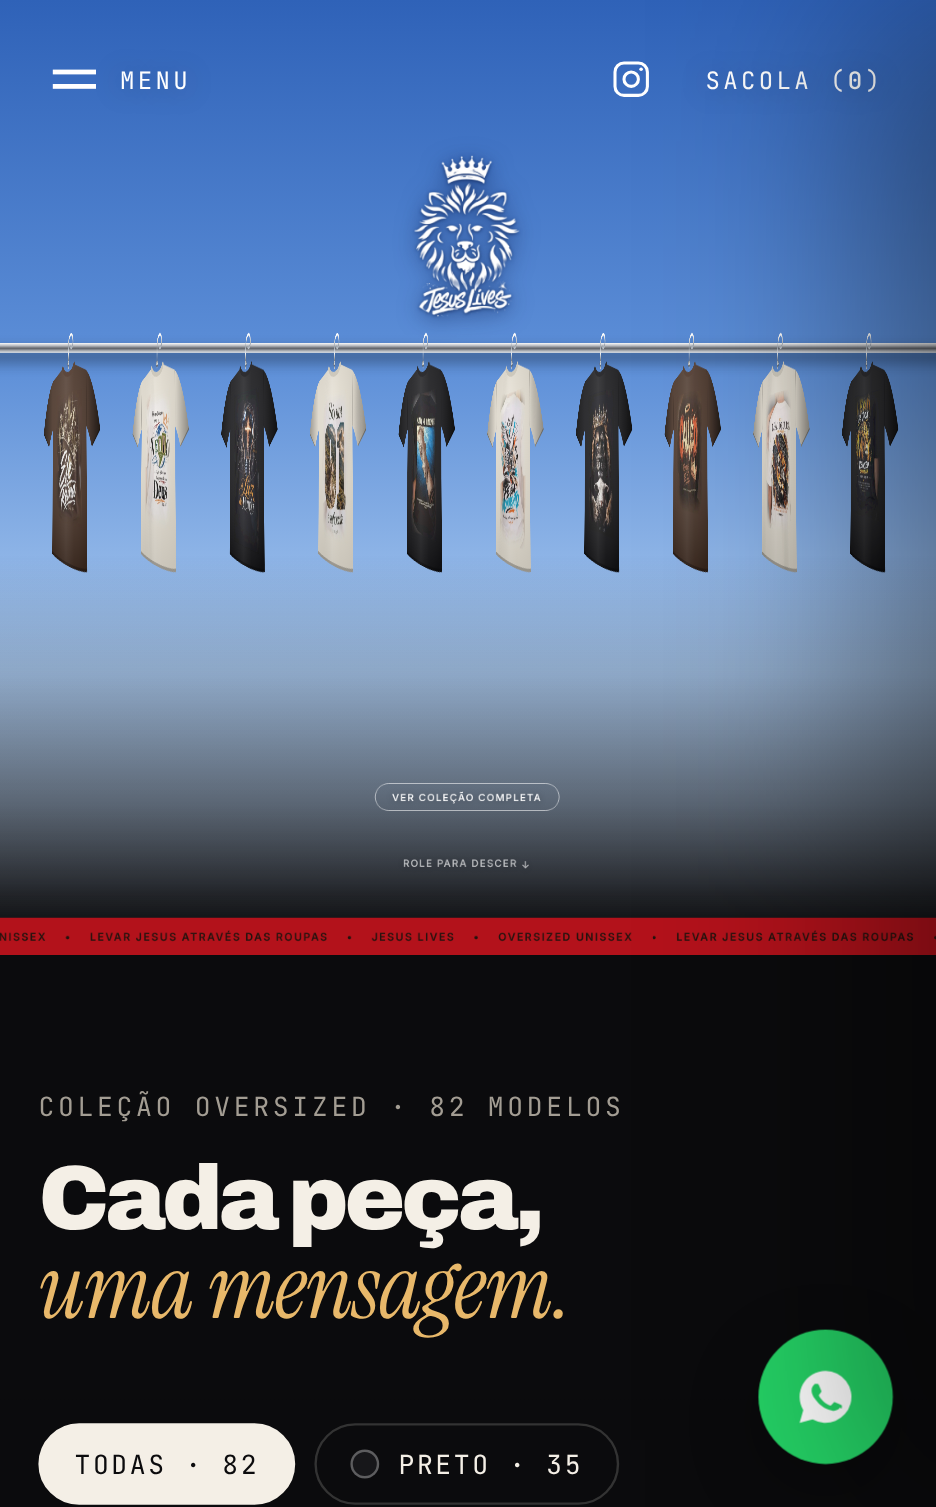 MENU
SACOLA (0)
Jesus Lives
VER COLEÇÃO COMPLETA
ROLE PARA DESCER ↓
NISSEX • LEVAR JESUS ATRAVÉS DAS ROUPAS • JESUS LIVES • OVERSIZED UNISSEX • LEVAR JESUS ATRAVÉS DAS ROUPAS
COLEÇÃO OVERSIZED · 82 MODELOS
Cada peça,
uma mensagem.
TODAS · 82
PRETO · 35